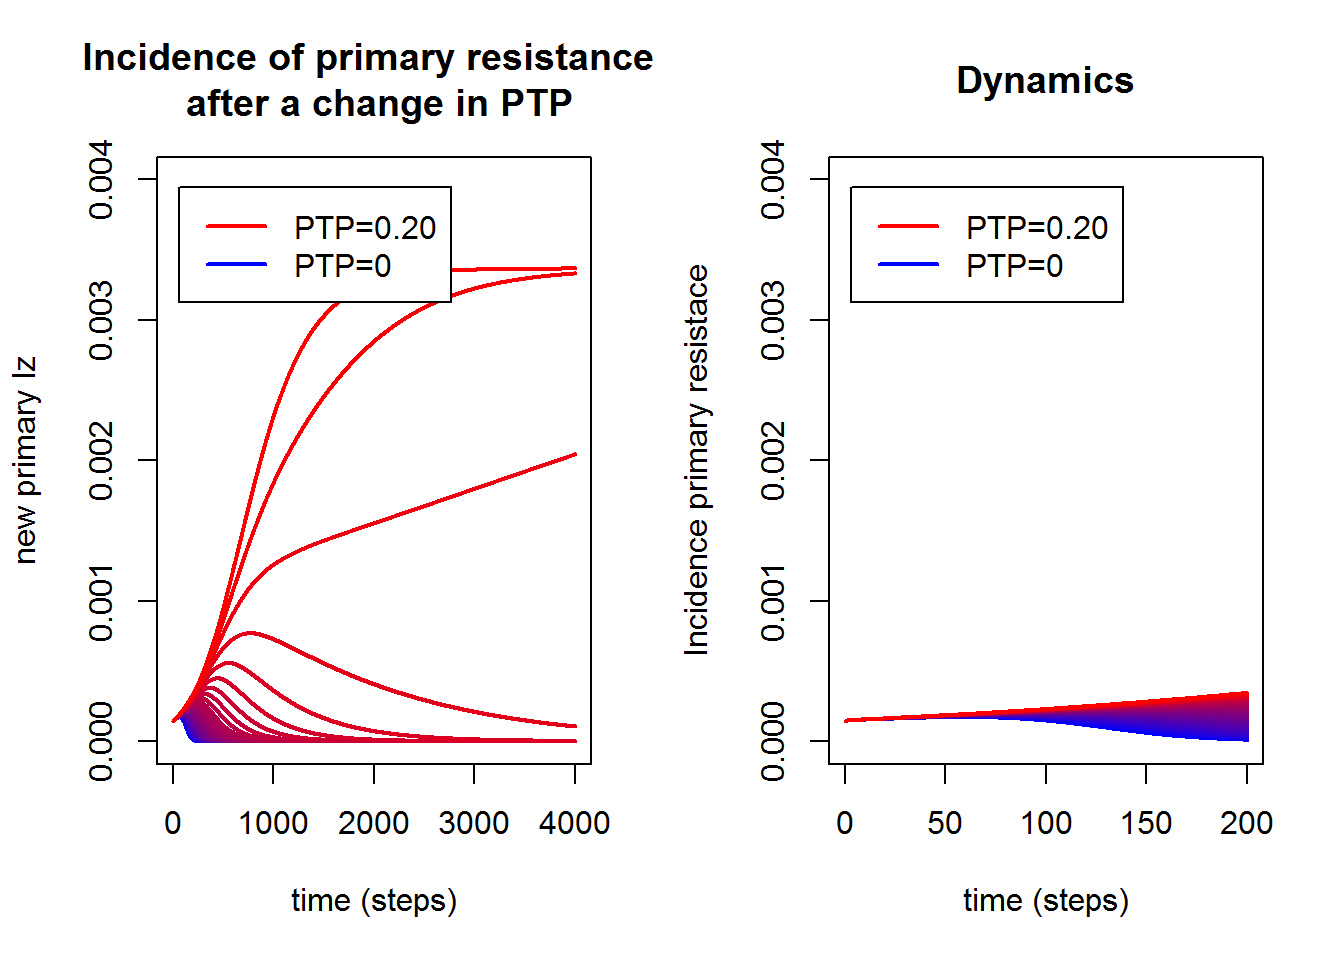 Incidence of primary resistance
after a change in PTP
new primary Iz
0.004
0.003
0.002
0.001
0.000
PTP=0.20
PTP=0
0 1000 2000 3000 4000
time (steps)
Dynamics
Incidence primary resistace
0.004
0.003
0.002
0.001
0.000
PTP=0.20
PTP=0
0 50 100 150 200
time (steps)